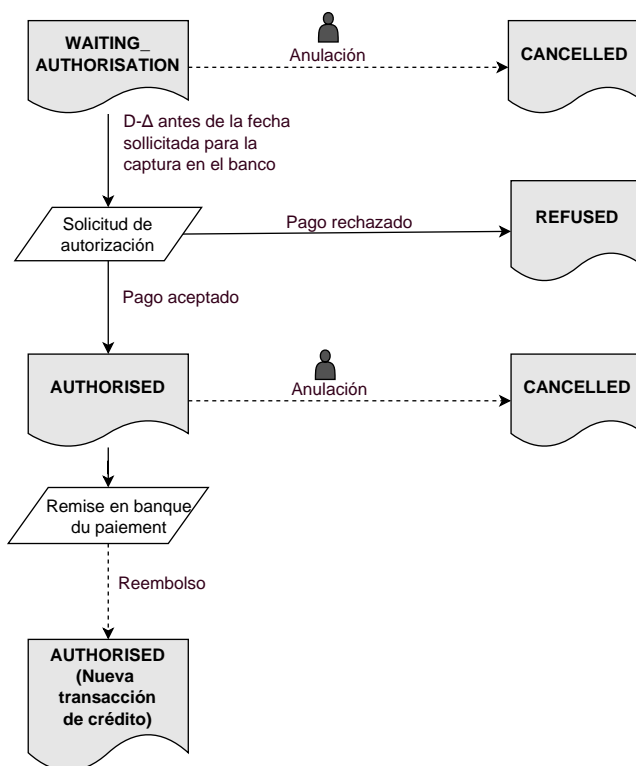 WAITING_
AUTHORISATION
Anulación
CANCELLED
D-Δ antes de la fecha
sollicitada para la
captura en el banco
Solicitud de
autorización
Pago rechazado
REFUSED
Pago aceptado
AUTHORISED
Anulación
CANCELLED
Remise en banque
du paiement
Reembolso
AUTHORISED
(Nueva
transacción
de crédito)